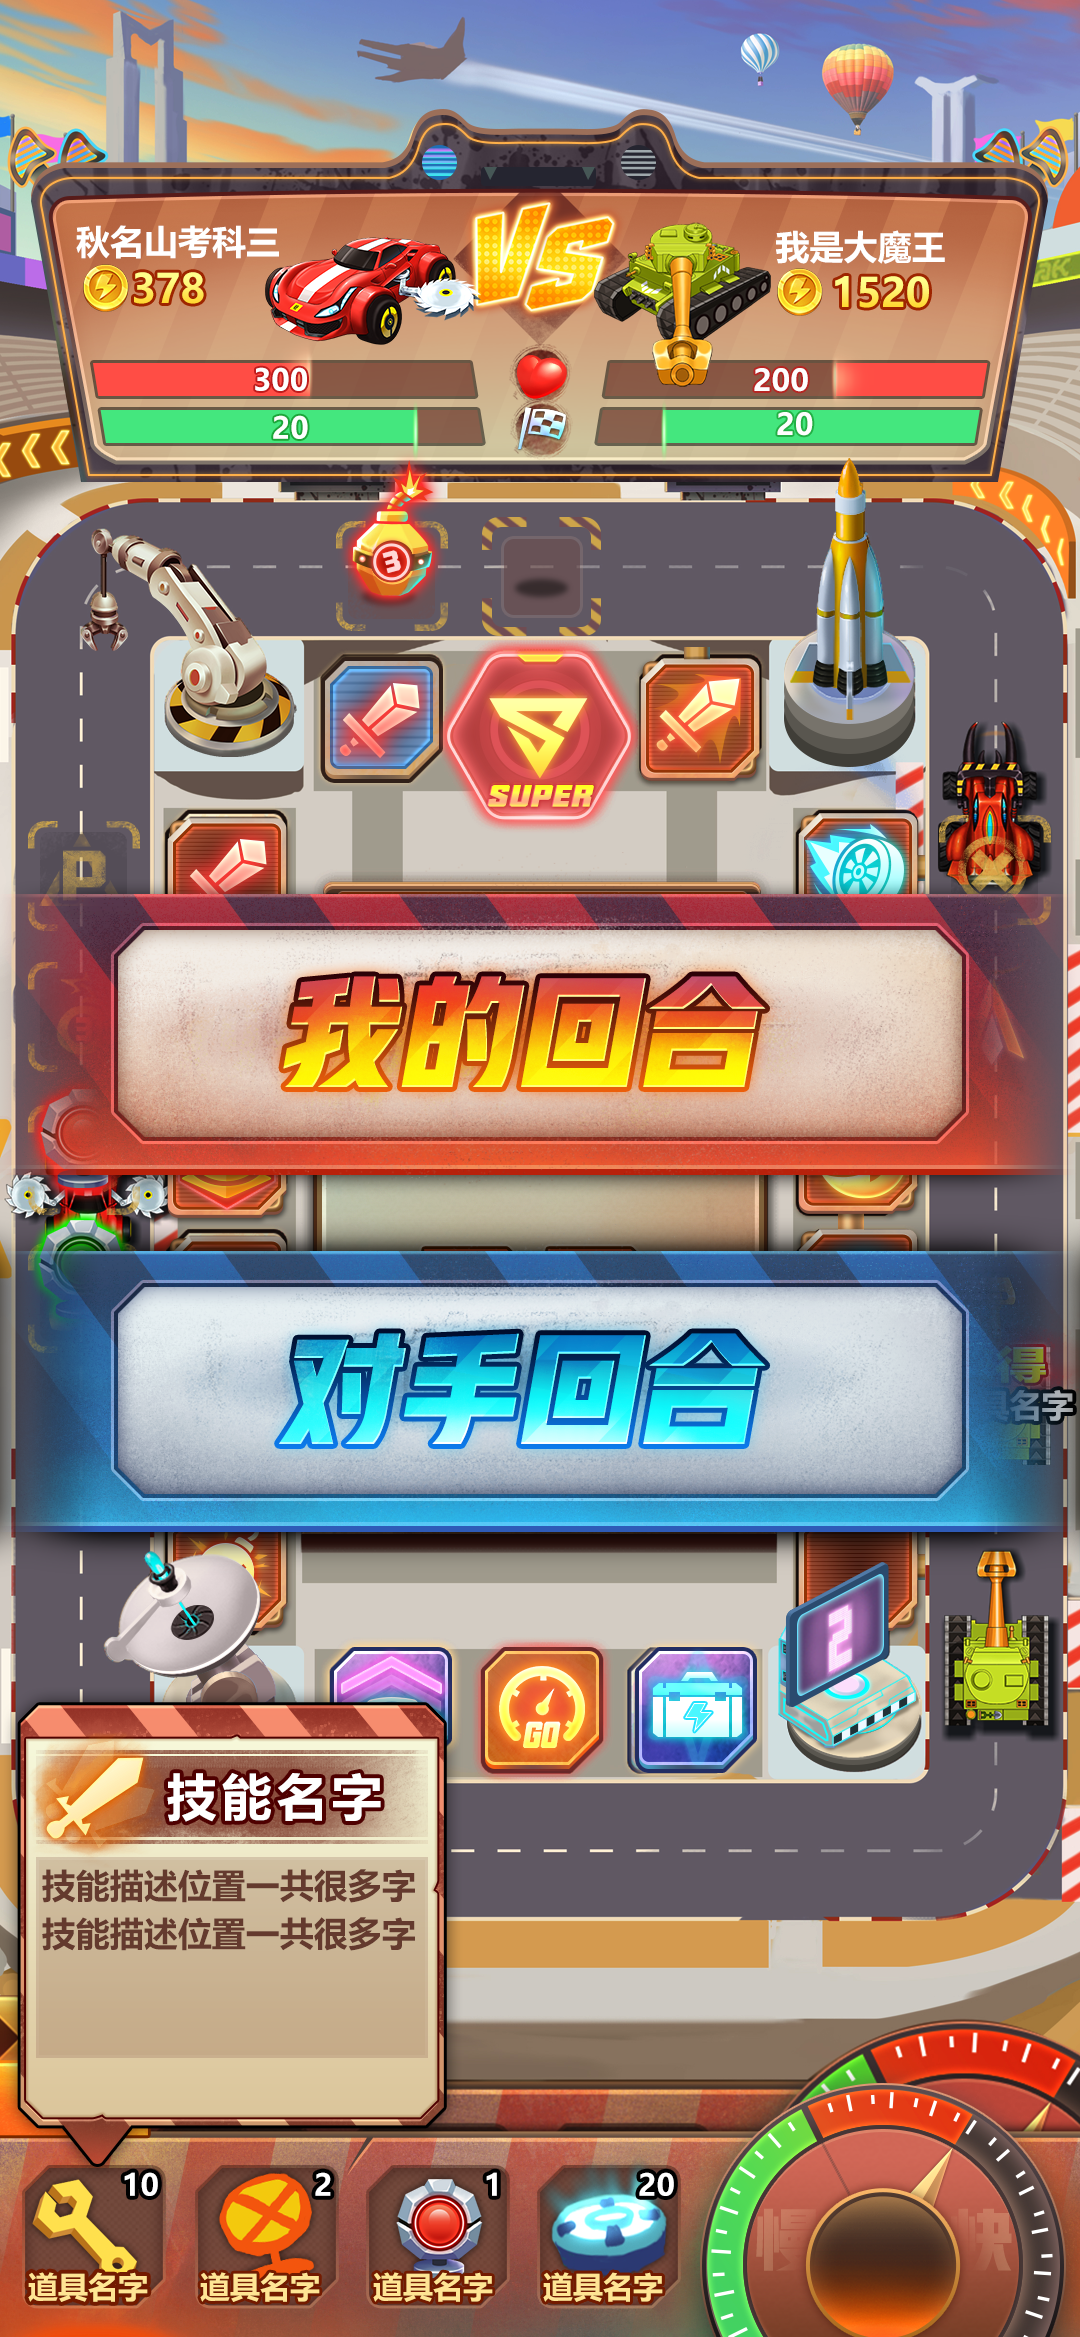 秋名山考科三
VS
我是大魔王
378
1520
300
200
20
20
3
SUPER
P
我的回合
对手回合
得
具名字
2
GO
技能名字
技能描述位置一共很多字
技能描述位置一共很多字
10
2
1
20
慢
快
道具名字
道具名字
道具名字
道具名字